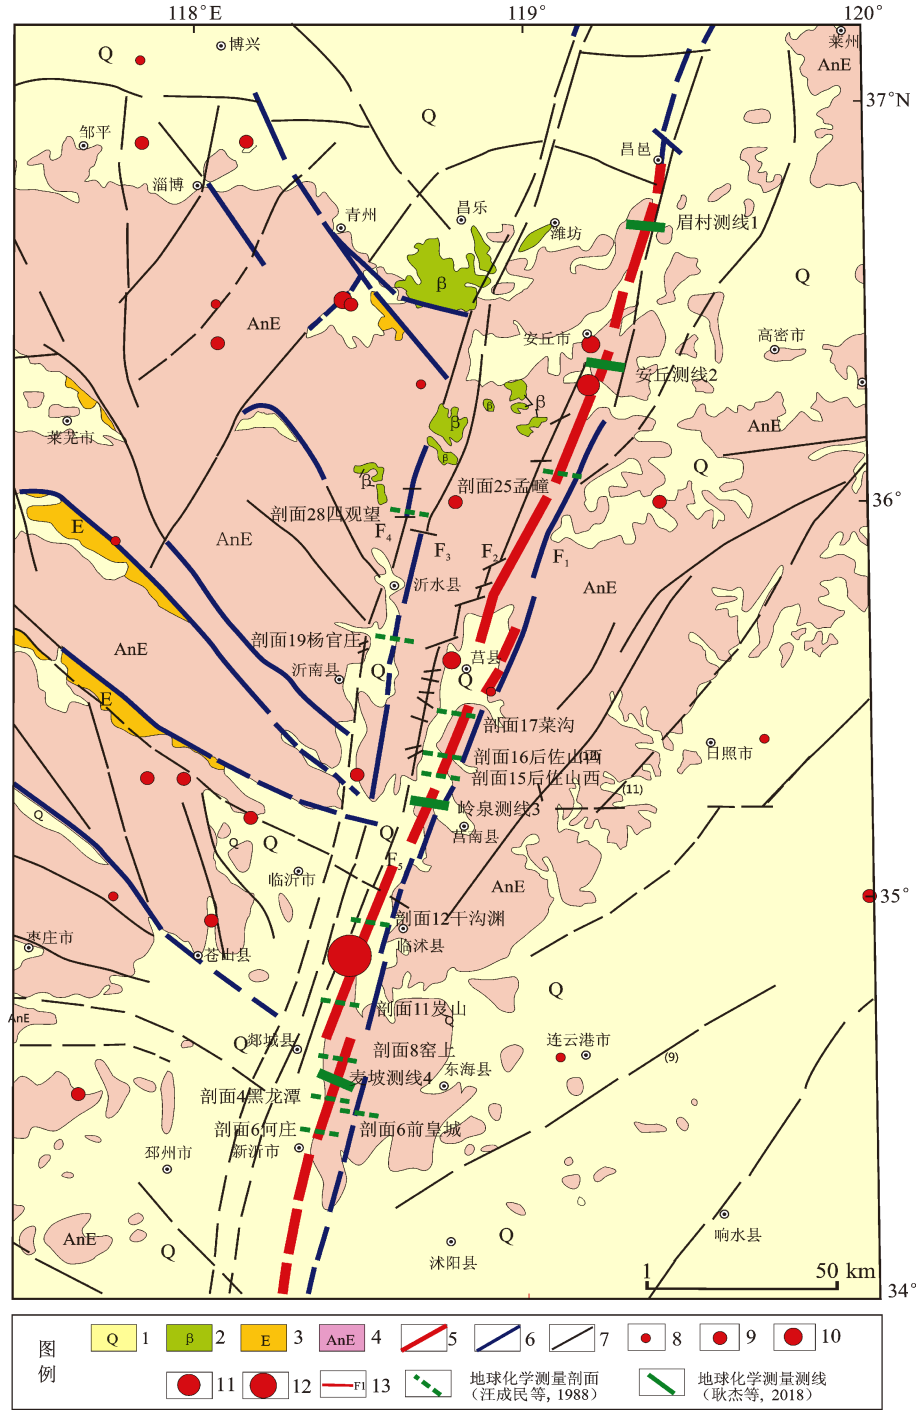 118°E
119°
120°
博兴
莱州
Q
AnE
37°N
Q
邹平
昌邑
淄博
昌乐
青州
潍坊
眉村测线1
Q
β
AnE
安丘市
高密市
安丘测线2
β
AnE
莱芜市
β
β
Q
剖面25孟疃
36°
剖面28四观望
E
F4
AnE
F3
F2
F1
沂水县
AnE
剖面19杨官庄
AnE
莒县
沂南县
Q
Q
E
剖面17菜沟
日照市
剖面16后佐山西
剖面15后佐山西
(11)
岭泉测线3
Q
Q
莒南县
Q
Q
F5
临沂市
AnE
35°
剖面12干沟渊
枣庄市
临沭县
苍山县
Q
剖面11岌山
AnE
Q
Q
郯城县
连云港市
剖面8窑上
(9)
东海县
麦坡测线4
剖面4黑龙潭
剖面6何庄
剖面6前皇城
邳州市
新沂市
AnE
Q
Q
响水县
沭阳县
1
50 km
34°
图例
Q
1
β
2
E
3
AnE
4
5
6
7
8
9
10
11
12
F1
13
地球化学测量剖面
(汪成民等, 1988)
地球化学测量测线
(耿杰等, 2018)